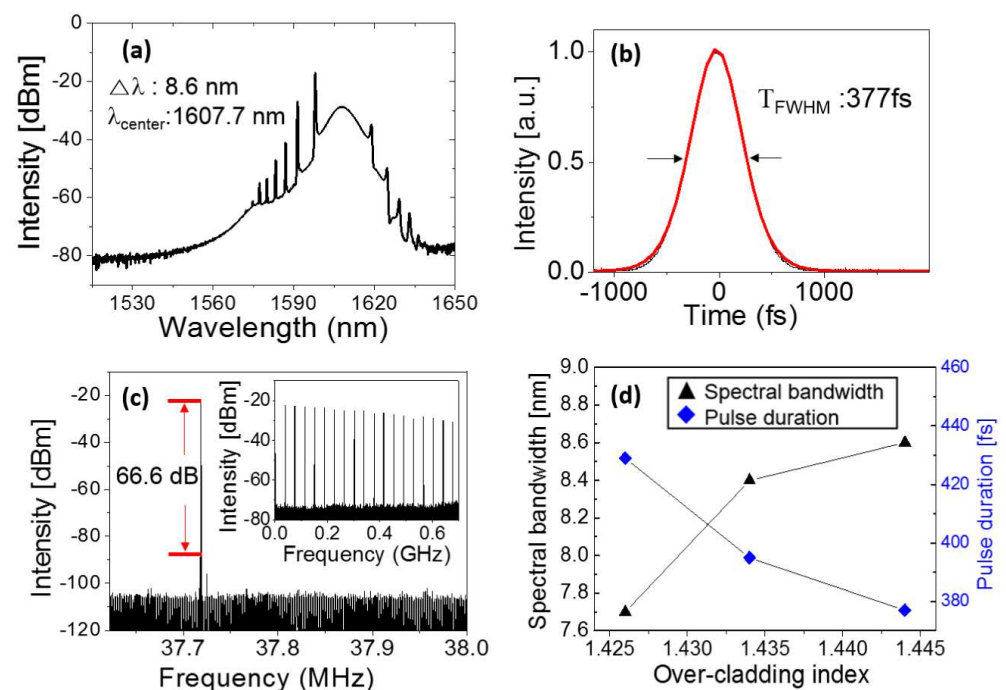 (a)
△λ : 8.6 nm
λcenter:1607.7 nm
Intensity [dBm]
0
-20
-40
-60
-80
1530 1560 1590 1620 1650
Wavelength (nm)
(b)
TFWHM :377fs
Intensity [a.u.]
1.0
0.5
0.0
-1000 0 1000
Time (fs)
(c)
66.6 dB
Intensity [dBm]
-20
-40
-60
-80
-100
-120
37.7 37.8 37.9 38.0
Frequency (MHz)
Intensity [dBm]
-20
-40
-60
-80
0.0 0.2 0.4 0.6
Frequency (GHz)
(d)
Spectral bandwidth
Pulse duration
Spectral bandwidth [nm]
9.0
8.8
8.6
8.4
8.2
8.0
7.8
7.6
Pulse duration [fs]
460
440
420
400
380
1.425 1.430 1.435 1.440 1.445
Over-cladding index